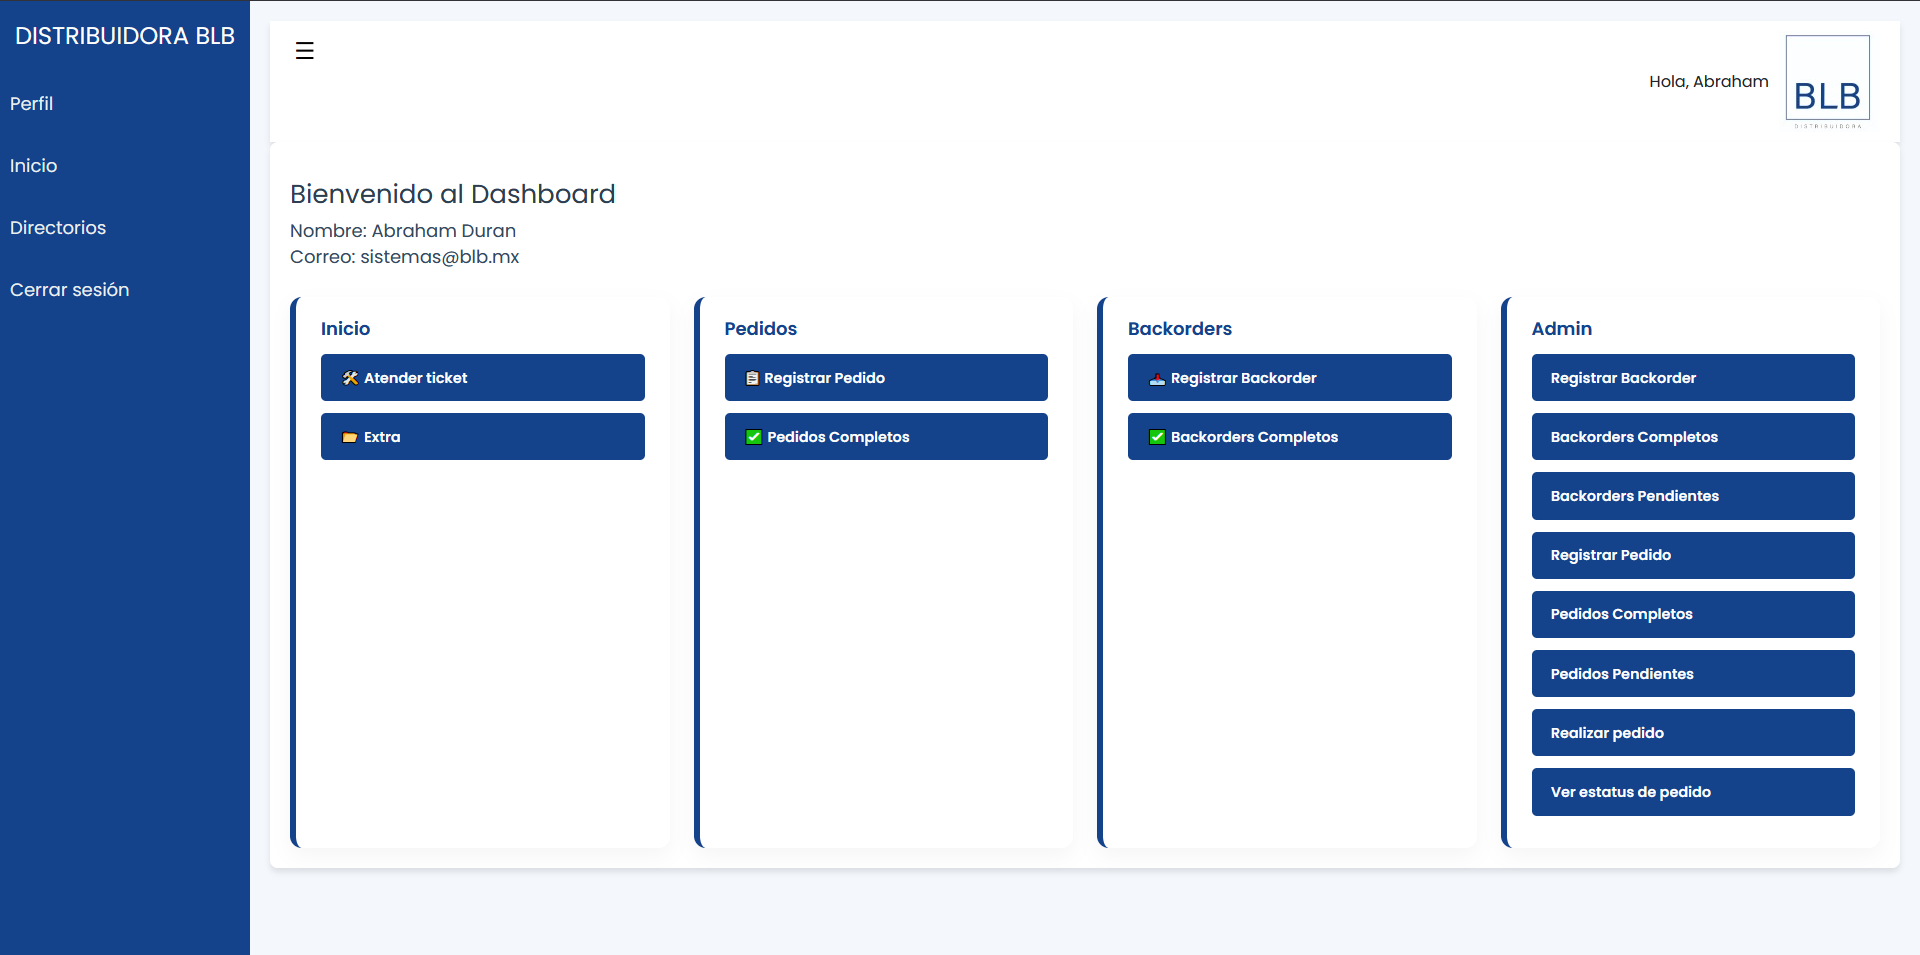 DISTRIBUIDORA BLB
Perfil
Inicio
Directorios
Cerrar sesión
☰
Hola, Abraham
BLB
DISTRIBUIDORA
Bienvenido al Dashboard
Nombre: Abraham Duran
Correo: sistemas@blb.mx
Inicio
🛠 Atender ticket
📂 Extra
Pedidos
📋 Registrar Pedido
✅ Pedidos Completos
Backorders
📥 Registrar Backorder
✅ Backorders Completos
Admin
Registrar Backorder
Backorders Completos
Backorders Pendientes
Registrar Pedido
Pedidos Completos
Pedidos Pendientes
Realizar pedido
Ver estatus de pedido